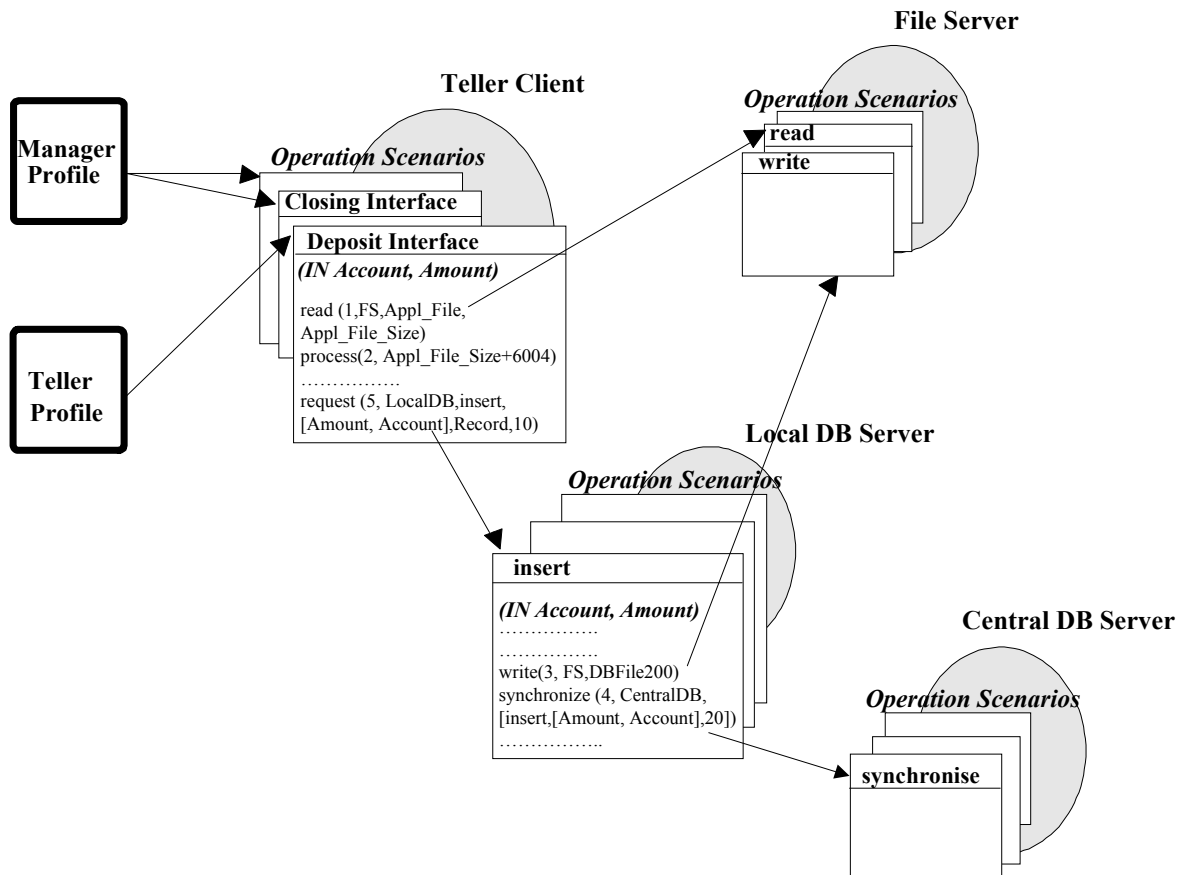 File Server
Teller Client
Operation Scenarios
read
write
Manager
Profile
Operation Scenarios
Closing Interface
Deposit Interface
(IN Account, Amount)
read (1,FS,Appl_File,
Appl_File_Size)
process(2, Appl_File_Size+6004)
…………….
request (5, LocalDB,insert,
[Amount, Account],Record,10)
Teller
Profile
Local DB Server
Operation Scenarios
insert
(IN Account, Amount)
…………….
…………….
write(3, FS,DBFile200)
synchronize (4, CentralDB,
[insert,[Amount, Account],20])
……………..
Central DB Server
Operation Scenarios
synchronise